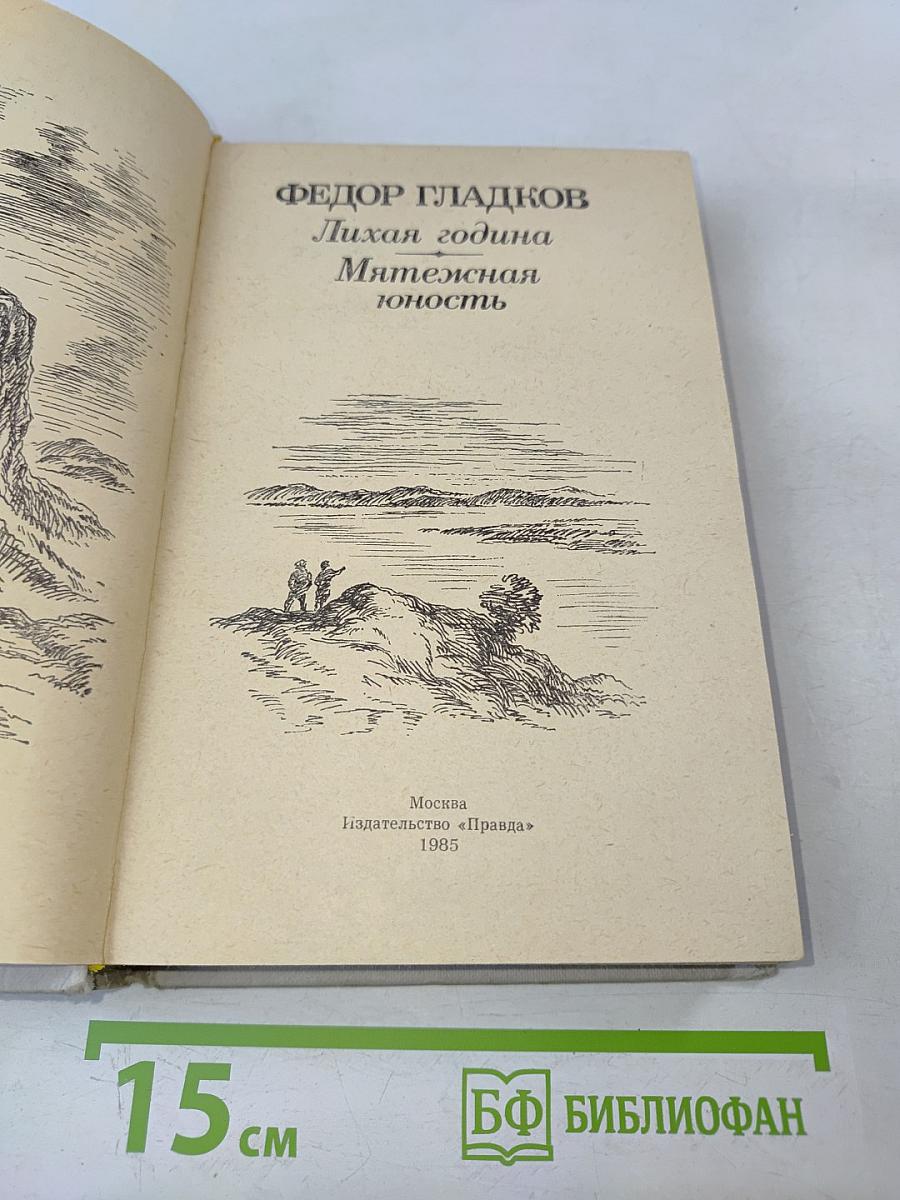 ФЕДОР ГЛАДКОВ
Лихая година
Мятежная
юность
Москва
Издательство «Правда»
1985
15 см
БФ БИБЛИОФАН